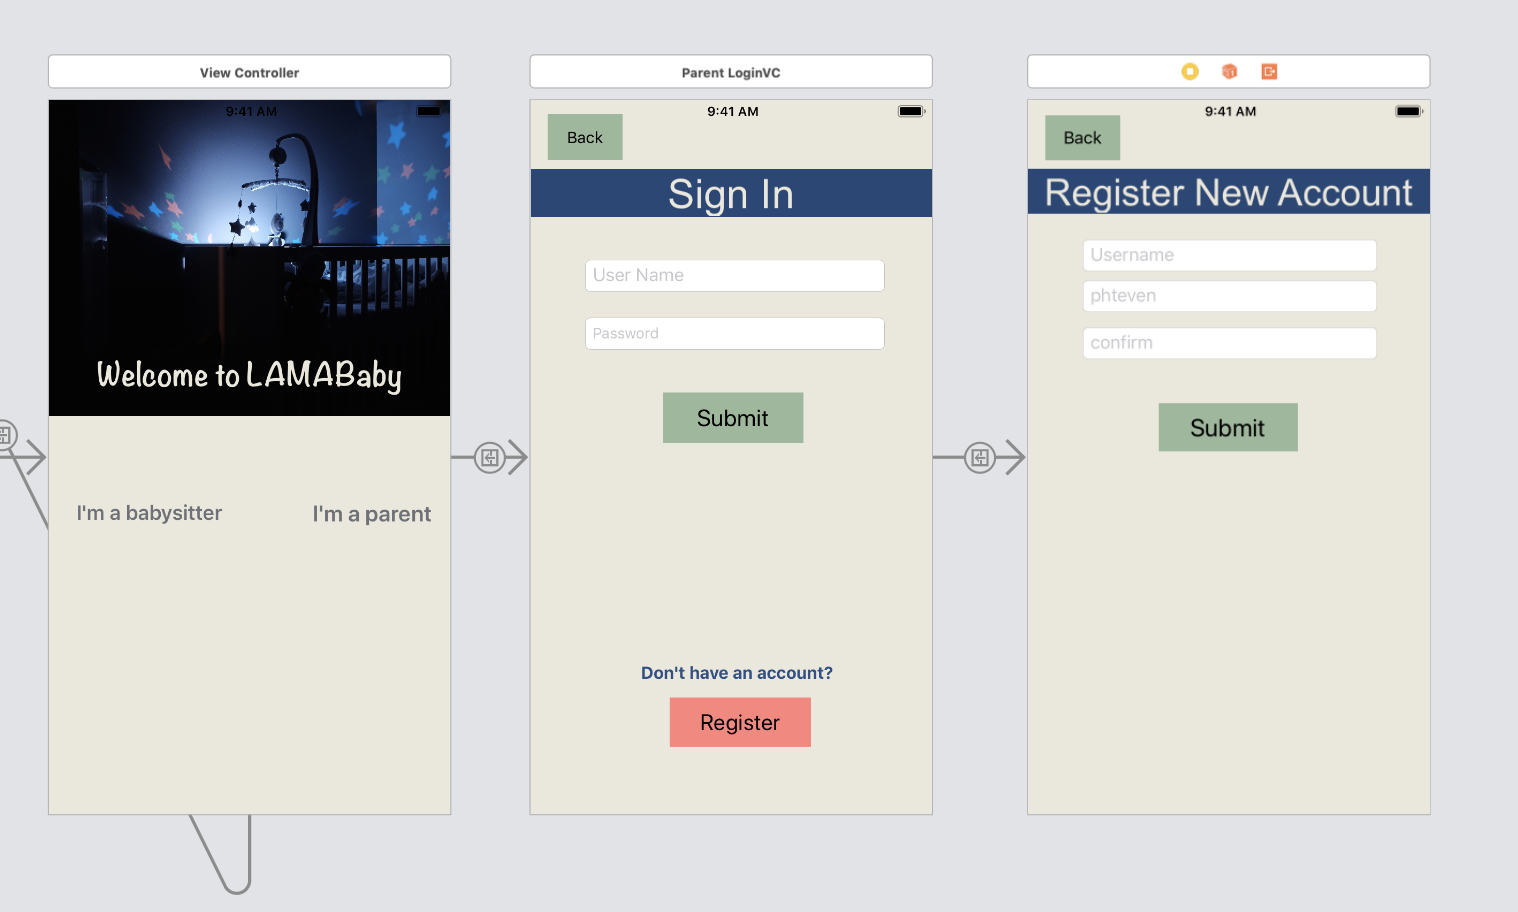 View Controller
9:41 AM
Welcome to LAMABaby
I'm a babysitter
I'm a parent
Parent LoginVC
9:41 AM
Back
Sign In
User Name
Password
Submit
Don't have an account?
Register
9:41 AM
Back
Register New Account
Username
phteven
confirm
Submit